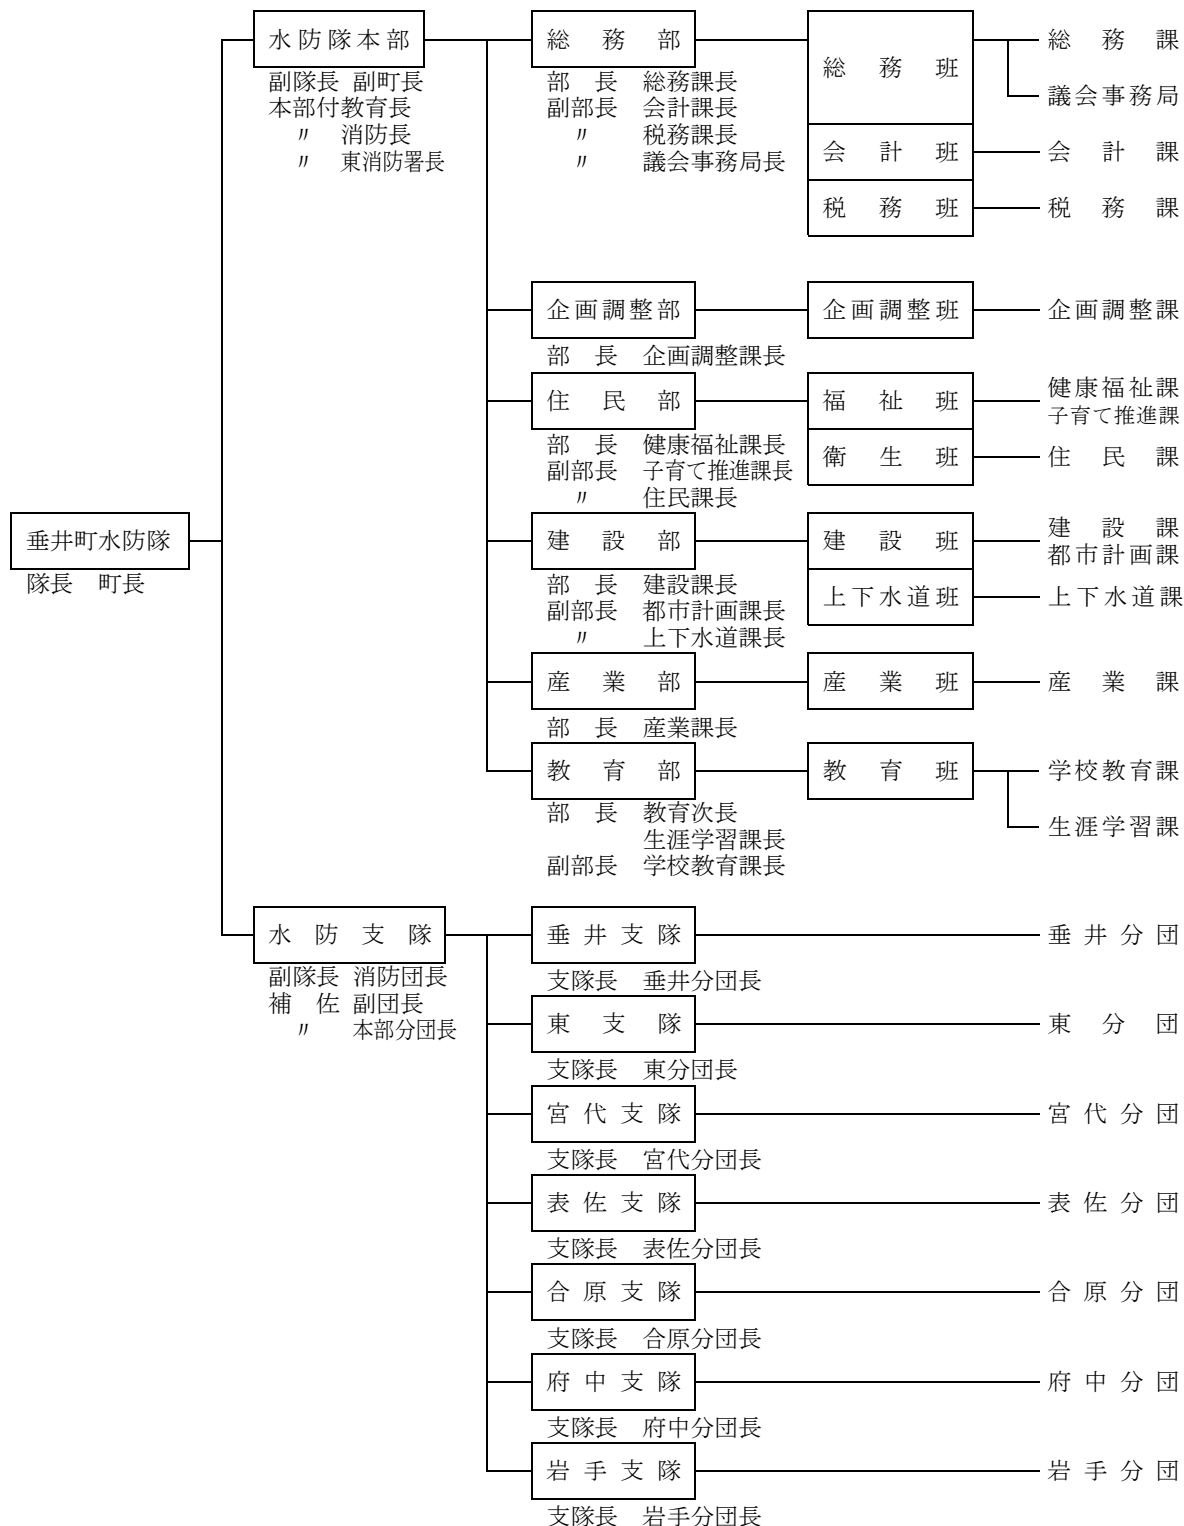 垂井町水防隊
隊長　町長
水防隊本部
副隊長 副町長
本部付教育長
〃　消防長
〃　東消防署長
総務部
部　長　総務課長
副部長　会計課長
〃　税務課長
〃　議会事務局長
総務班
総務課
議会事務局
会計班
会計課
税務班
税務課
企画調整部
部　長　企画調整課長
企画調整班
企画調整課
住民部
部　長　健康福祉課長
副部長　子育て推進課長
〃　住民課長
福祉班
健康福祉課
子育て推進課
衛生班
住民課
建設部
部　長　建設課長
副部長　都市計画課長
〃　上下水道課長
建設班
建設課
都市計画課
上下水道班
上下水道課
産業部
部　長　産業課長
産業班
産業課
教育部
部　長　教育次長
生涯学習課長
副部長　学校教育課長
教育班
学校教育課
生涯学習課
水防支隊
副隊長 消防団長
補　佐 副団長
〃　本部分団長
垂井支隊
支隊長　垂井分団長
垂井分団
東支隊
支隊長　東分団長
東分団
宮代支隊
支隊長　宮代分団長
宮代分団
表佐支隊
支隊長　表佐分団長
表佐分団
合原支隊
支隊長　合原分団長
合原分団
府中支隊
支隊長　府中分団長
府中分団
岩手支隊
支隊長　岩手分団長
岩手分団